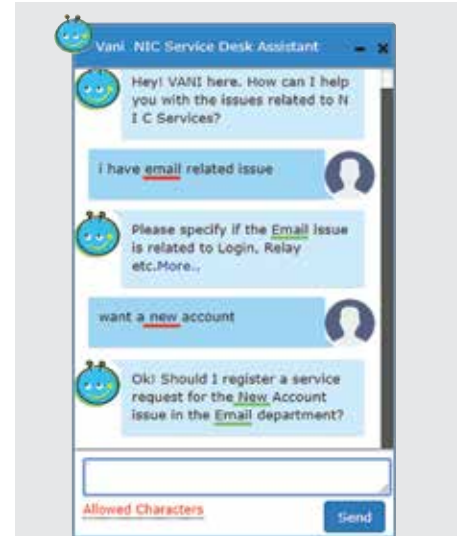 Vani NIC Service Desk Assistant
Hey! VANI here. How can I help
you with the issues related to N
I C Services?
i have email related issue
Please specify if the Email issue
is related to Login, Relay
etc.More..
want a new account
Ok! Should I register a service
request for the New Account
issue in the Email department?
Allowed Characters
Send